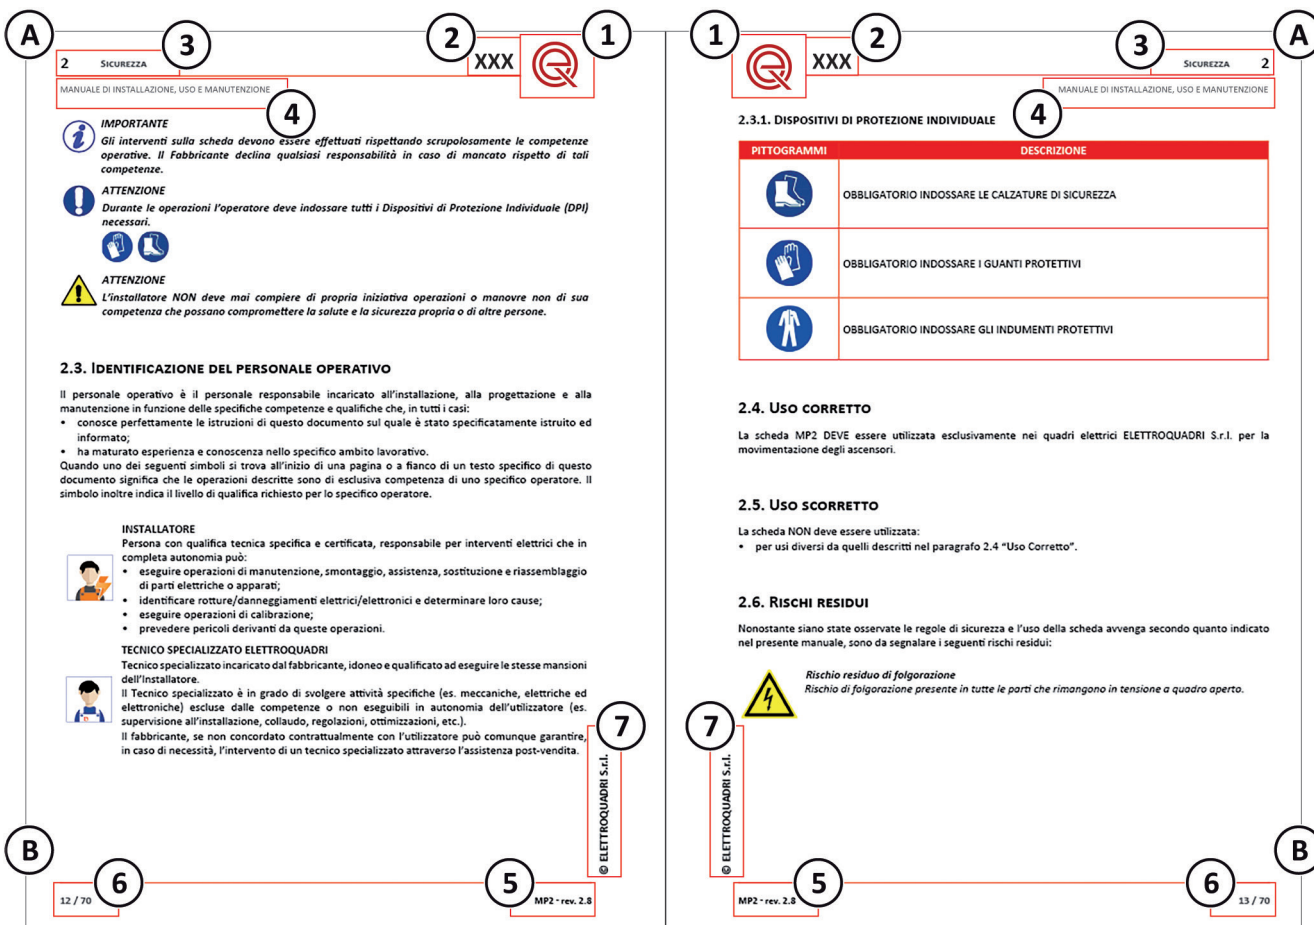 A
3
2
1
2 SICUREZZA
XXX
MANUALE DI INSTALLAZIONE, USO E MANUTENZIONE
4
IMPORTANTE
Gli interventi sulla scheda devono essere effettuati rispettando scrupolosamente le competenze
operative. Il Fabbricante declina qualsiasi responsabilità in caso di mancato rispetto di tali
competenze.
ATTENZIONE
Durante le operazioni l'operatore deve indossare tutti i Dispositivi di Protezione Individuale (DPI)
necessari.
ATTENZIONE
L'installatore NON deve mai compiere di propria iniziativa operazioni o manovre non di sua
competenza che possano compromettere la salute e la sicurezza propria o di altre persone.
2.3. IDENTIFICAZIONE DEL PERSONALE OPERATIVO
Il personale operativo è il personale responsabile incaricato all'installazione, alla progettazione e alla
manutenzione in funzione delle specifiche competenze e qualifiche che, in tutti i casi:
• conosce perfettamente le istruzioni di questo documento sul quale è stato specificatamente istruito ed
informato;
• ha maturato esperienza e conoscenza nello specifico ambito lavorativo.
Quando uno dei seguenti simboli si trova all'inizio di una pagina o a fianco di un testo specifico di questo
documento significa che le operazioni descritte sono di esclusiva competenza di uno specifico operatore. Il
simbolo inoltre indica il livello di qualifica richiesto per lo specifico operatore.
INSTALLATORE
Persona con qualifica tecnica specifica e certificata, responsabile per interventi elettrici che in
completa autonomia può:
• eseguire operazioni di manutenzione, smontaggio, assistenza, sostituzione e riassemblaggio
di parti elettriche o apparati;
• identificare rotture/danneggiamenti elettrici/elettronici e determinare loro cause;
• eseguire operazioni di calibrazione;
• prevedere pericoli derivanti da queste operazioni.
TECNICO SPECIALIZZATO ELETTROQUADRI
Tecnico specializzato incaricato dal fabbricante, idoneo e qualificato ad eseguire le stesse mansioni
dell'Installatore.
Il Tecnico specializzato è in grado di svolgere attività specifiche (es. meccaniche, elettriche ed
elettroniche) escluse dalle competenze o non eseguibili in autonomia dell'utilizzatore (es.
supervisione all'installazione, collaudo, regolazioni, ottimizzazioni, etc.).
Il fabbricante, se non concordato contrattualmente con l'utilizzatore può comunque garantire,
in caso di necessità, l'intervento di un tecnico specializzato attraverso l'assistenza post-vendita.
7
© ELETTROQUADRI S.r.l.
B
6
5
12 / 70
MP2 - rev. 2.8
1
2
3
A
XXX
SICUREZZA 2
MANUALE DI INSTALLAZIONE, USO E MANUTENZIONE
4
2.3.1. DISPOSITIVI DI PROTEZIONE INDIVIDUALE
PITTOGRAMMI DESCRIZIONE
OBBLIGATORIO INDOSSARE LE CALZATURE DI SICUREZZA
OBBLIGATORIO INDOSSARE I GUANTI PROTETTIVI
OBBLIGATORIO INDOSSARE GLI INDUMENTI PROTETTIVI
2.4. USO CORRETTO
La scheda MP2 DEVE essere utilizzata esclusivamente nei quadri elettrici ELETTROQUADRI S.r.l. per la
movimentazione degli ascensori.
2.5. USO SCORRETTO
La scheda NON deve essere utilizzata:
• per usi diversi da quelli descritti nel paragrafo 2.4 “Uso Corretto”.
2.6. RISCHI RESIDUI
Nonostante siano state osservate le regole di sicurezza e l'uso della scheda avvenga secondo quanto indicato
nel presente manuale, sono da segnalare i seguenti rischi residui:
Rischio residuo di folgorazione
Rischio di folgorazione presente in tutte le parti che rimangono in tensione a quadro aperto.
7
© ELETTROQUADRI S.r.l.
B
5
6
MP2 - rev. 2.8
13 / 70